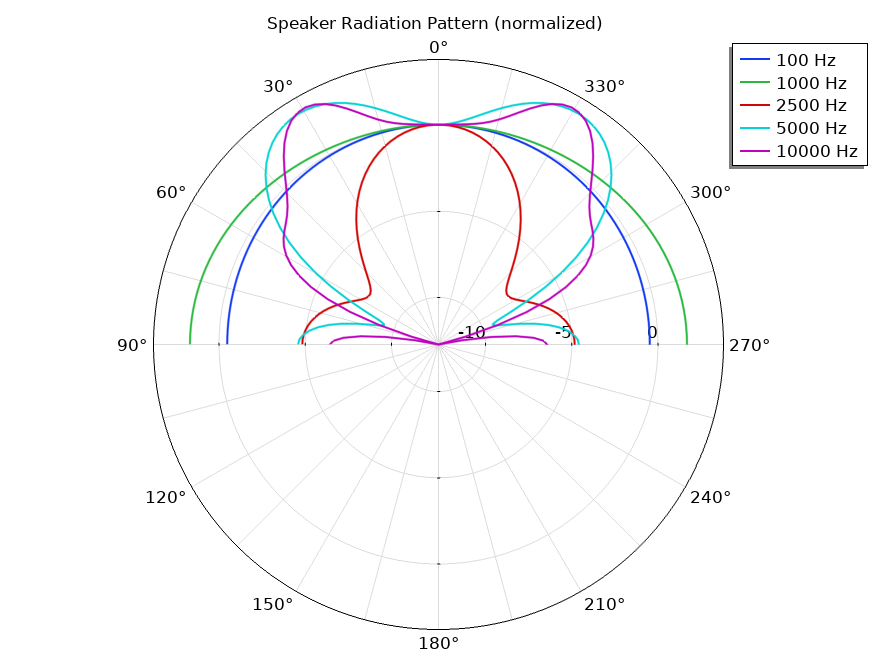 Speaker Radiation Pattern (normalized)
0°
30°
330°
100 Hz
1000 Hz
2500 Hz
5000 Hz
10000 Hz
60°
300°
90°
-10
-5
0
270°
120°
240°
150°
210°
180°